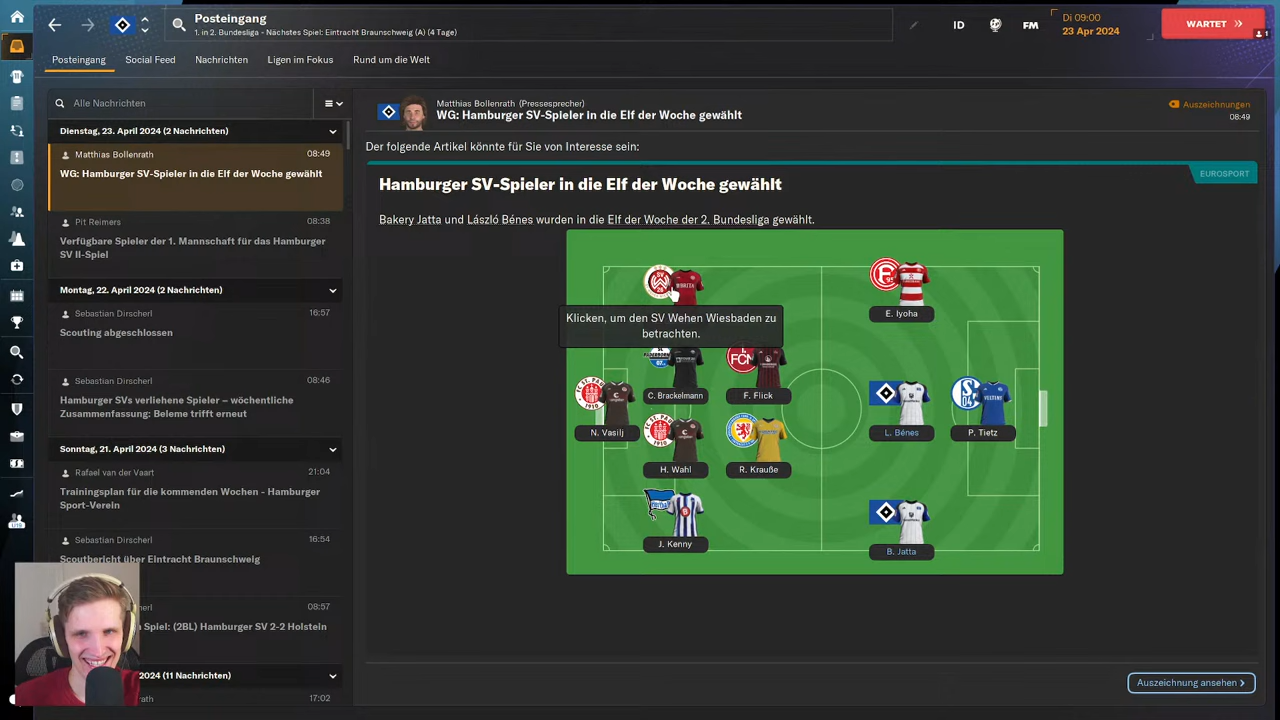 Posteingang
1. in 2. Bundesliga - Nächstes Spiel: Eintracht Braunschweig (A) (4 Tage)
ID
FM
Di 09:00
23 Apr 2024
WARTET
1
Posteingang
Social Feed
Nachrichten
Ligen im Fokus
Rund um die Welt
Alle Nachrichten
Dienstag, 23. April 2024 (2 Nachrichten)
Matthias Bollenrath
08:49
WG: Hamburger SV-Spieler in die Elf der Woche gewählt
Pit Reimers
08:38
Verfügbare Spieler der 1. Mannschaft für das Hamburger
SV II-Spiel
Montag, 22. April 2024 (2 Nachrichten)
Sebastian Dirscherl
16:57
Scouting abgeschlossen
Sebastian Dirscherl
08:46
Hamburger SVs verliehene Spieler – wöchentliche
Zusammenfassung: Beleme trifft erneut
Sonntag, 21. April 2024 (3 Nachrichten)
Rafael van der Vaart
21:04
Trainingsplan für die kommenden Wochen - Hamburger
Sport-Verein
Sebastian Dirscherl
16:54
Scoutbericht über Eintracht Braunschweig
herl
08:57
Spiel: (2BL) Hamburger SV 2-2 Holstein
2024 (11 Nachrichten)
rath
17:02
1/19
Matthias Bollenrath (Pressesprecher)
WG: Hamburger SV-Spieler in die Elf der Woche gewählt
Auszeichnungen
08:49
Der folgende Artikel könnte für Sie von Interesse sein:
EUROSPORT
Hamburger SV-Spieler in die Elf der Woche gewählt
Bakery Jatta und László Bénes wurden in die Elf der Woche der 2. Bundesliga gewählt.
Klicken, um den SV Wehen Wiesbaden zu
betrachten.
E. Iyoha
C. Brackelmann
F. Flick
N. Vasilj
L. Bénes
P. Tietz
H. Wahl
R. Krauße
J. Kenny
B. Jatta
Auszeichnung ansehen